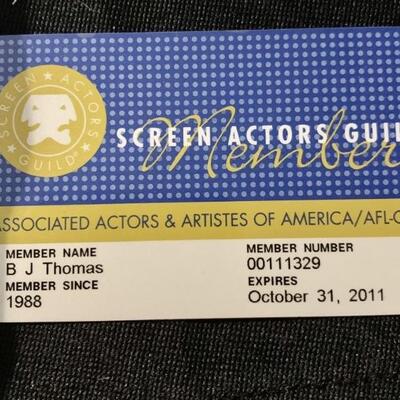 SCREEN ACTORS
GUILD
SCREEN ACTORS GUIL
Member
ASSOCIATED ACTORS & ARTISTES OF AMERICA/AFL-C
MEMBER NAME
B J Thomas
MEMBER SINCE
1988
MEMBER NUMBER
00111329
EXPIRES
October 31, 2011